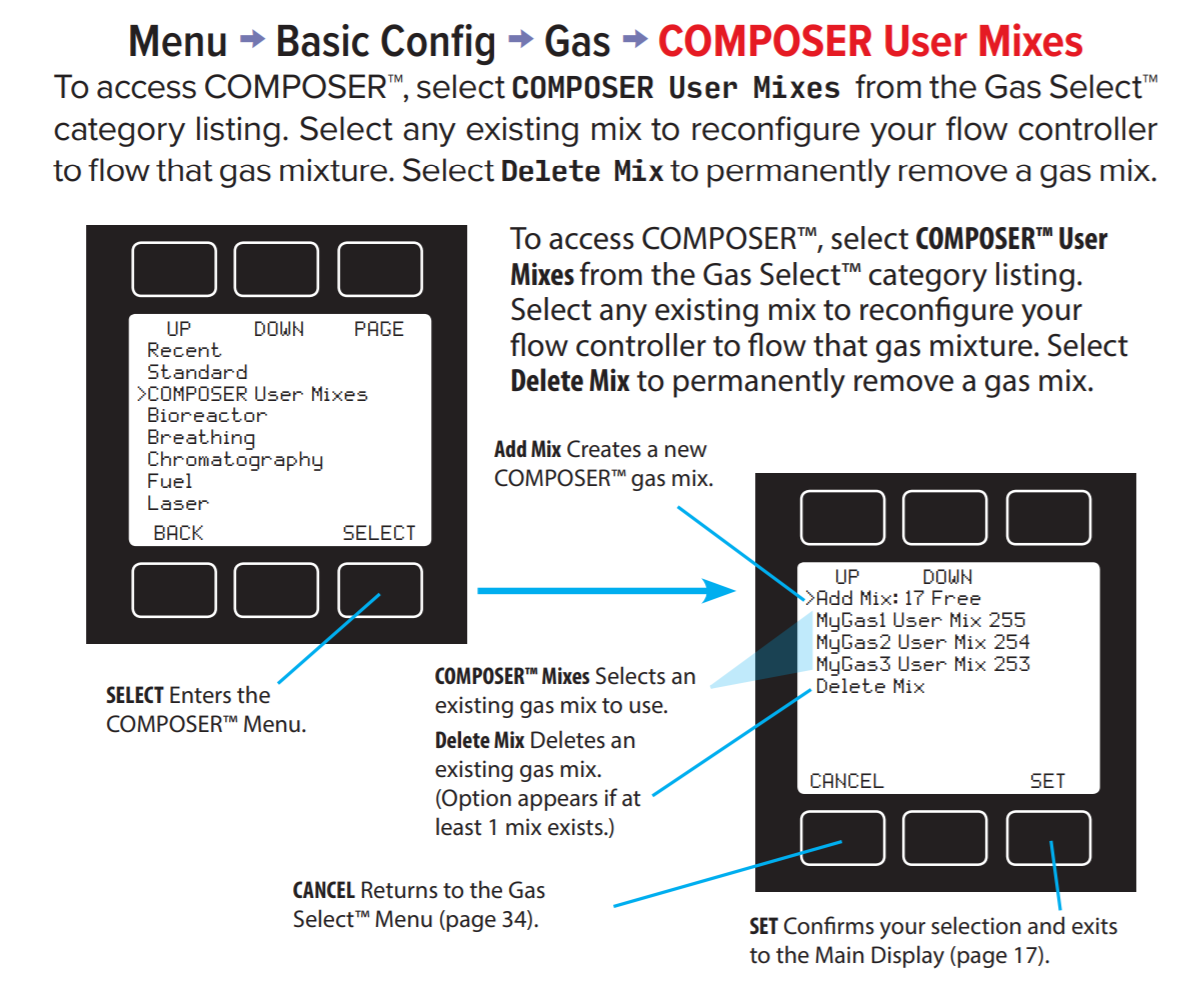 Menu ➜ Basic Config ➜ Gas ➜ COMPOSER User Mixes
To access COMPOSER™, select COMPOSER User Mixes from the Gas Select™
category listing. Select any existing mix to reconfigure your flow controller
to flow that gas mixture. Select Delete Mix to permanently remove a gas mix.
UP DOWN PAGE
Recent
Standard
>COMPOSER User Mixes
Bioreactor
Breathing
Chromatography
Fuel
Laser
BACK SELECT
SELECT Enters the
COMPOSER™ Menu.
To access COMPOSER™, select COMPOSER™ User
Mixes from the Gas Select™ category listing.
Select any existing mix to reconfigure your
flow controller to flow that gas mixture. Select
Delete Mix to permanently remove a gas mix.
Add Mix Creates a new
COMPOSER™ gas mix.
UP DOWN
>Add Mix: 17 Free
MyGas1 User Mix 255
MyGas2 User Mix 254
MyGas3 User Mix 253
Delete Mix
CANCEL SET
COMPOSER™ Mixes Selects an
existing gas mix to use.
Delete Mix Deletes an
existing gas mix.
(Option appears if at
least 1 mix exists.)
CANCEL Returns to the Gas
Select™ Menu (page 34).
SET Confirms your selection and exits
to the Main Display (page 17).